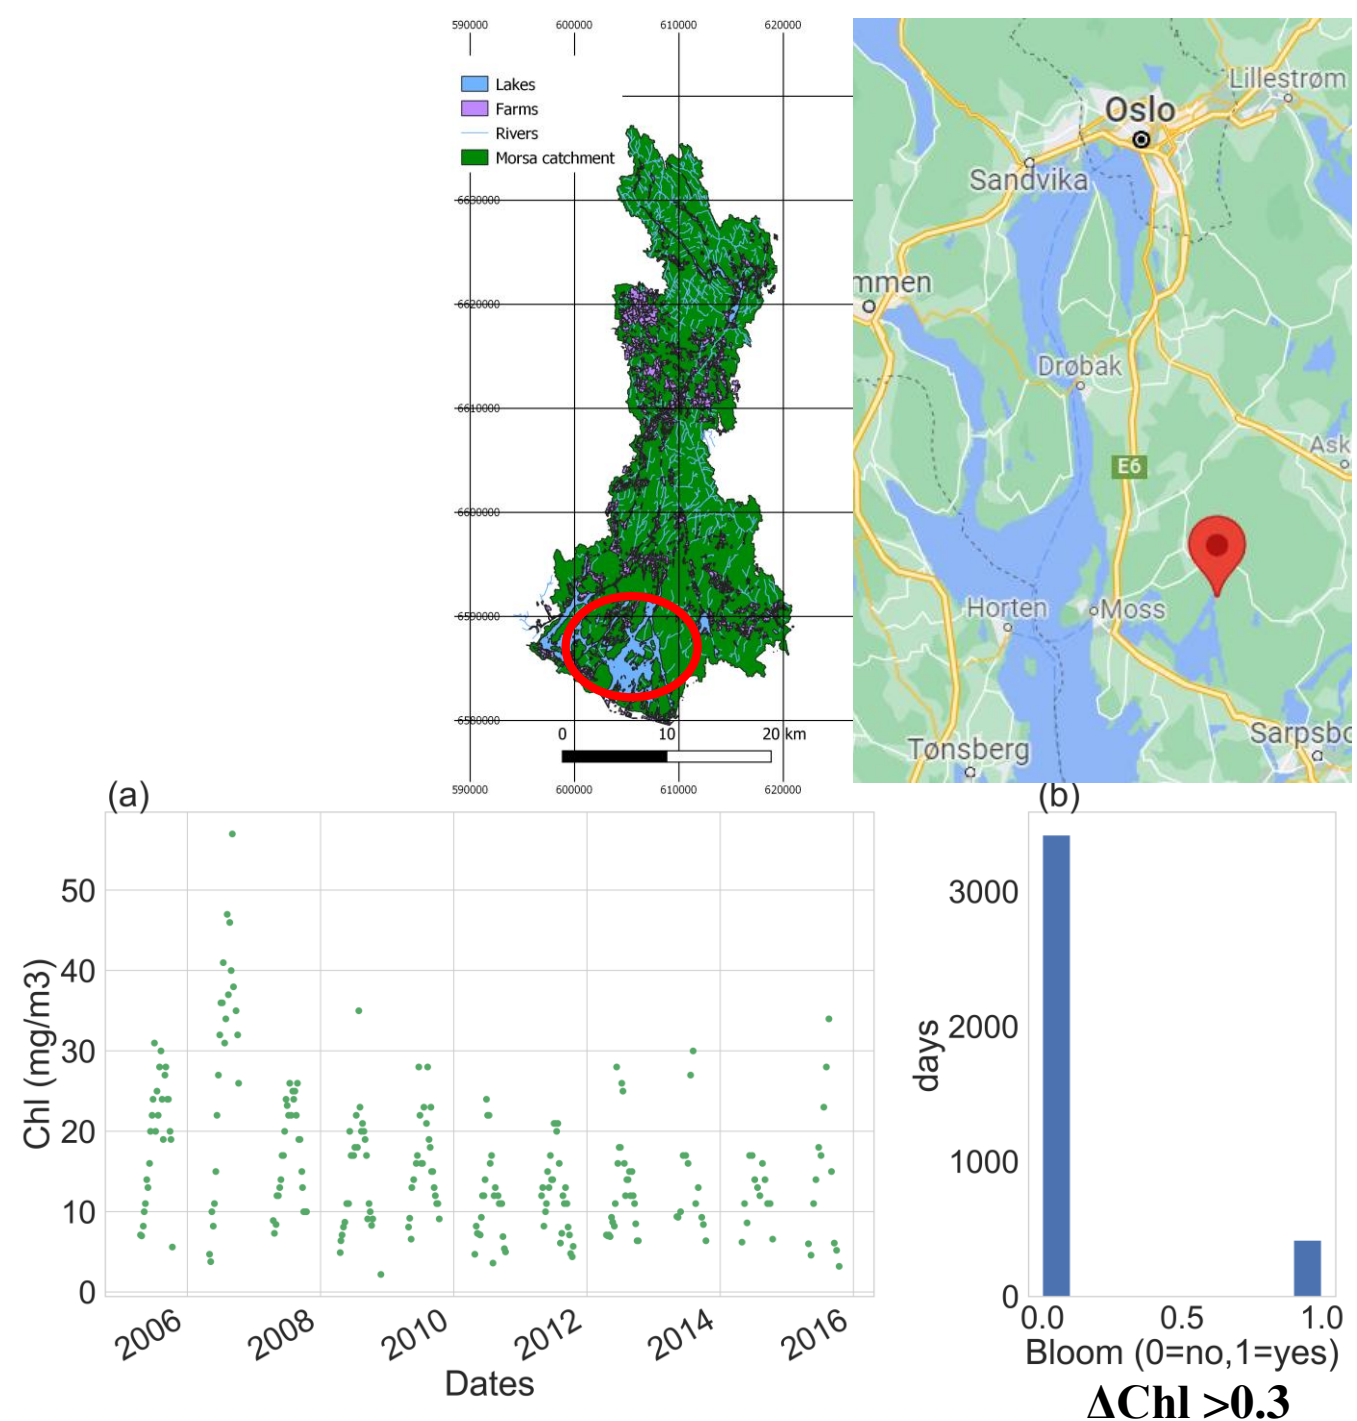 590000 600000 610000 620000
Lakes
Farms
Rivers
Morsa catchment
6630000
6620000
6610000
6600000
6590000
6580000
0 10 20 km
590000 600000 610000 620000
Lillestrøm
Oslo
Sandvika
mmen
Drøbak
Ask
E6
Horten
Moss
Tønsberg
Sarpsbo
(a)
50
40
30
20
10
0
Chl (mg/m3)
2006 2008 2010 2012 2014 2016
Dates
(b)
3000
2000
1000
0
days
0.0 0.5 1.0
Bloom (0=no,1=yes)
ΔChl >0.3